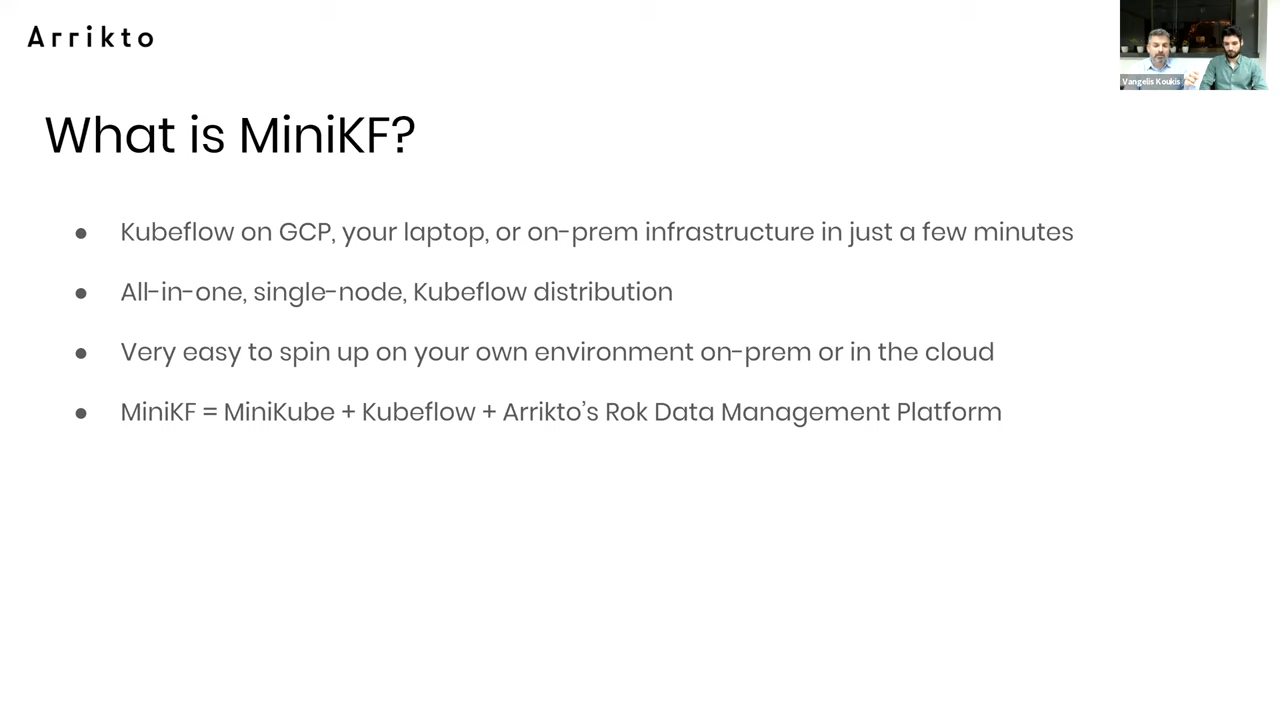 Arrikto
Vangelis Koukis
What is MiniKF?
● Kubeflow on GCP, your laptop, or on-prem infrastructure in just a few minutes
● All-in-one, single-node, Kubeflow distribution
● Very easy to spin up on your own environment on-prem or in the cloud
● MiniKF = MiniKube + Kubeflow + Arrikto’s Rok Data Management Platform